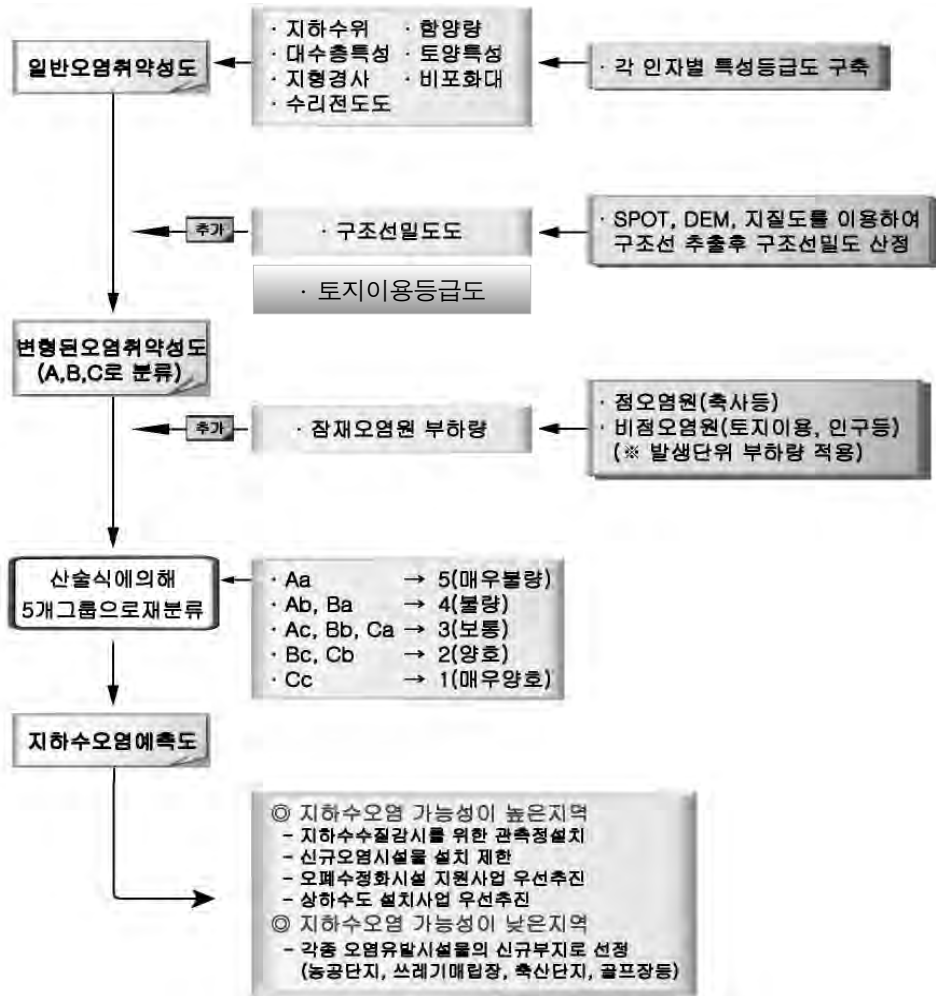 일반오염취약성도
· 지하수위 · 함양량
· 대수층특성 · 토양특성
· 지형경사 · 비포화대
· 수리전도도
· 각 인자별 특성등급도 구축
추가
· 구조선밀도도
· SPOT, DEM, 지질도를 이용하여
구조선 추출후 구조선밀도 산정
· 토지이용등급도
변형된오염취약성도
(A,B,C로 분류)
추가
· 잠재오염원 부하량
· 점오염원(축사등)
· 비점오염원(토지이용, 인구등)
(※ 발생단위 부하량 적용)
산술식에의해
5개그룹으로재분류
· Aa → 5(매우불량)
· Ab, Ba → 4(불량)
· Ac, Bb, Ca → 3(보통)
· Bc, Cb → 2(양호)
· Cc → 1(매우양호)
지하수오염예측도
◎ 지하수오염 가능성이 높은지역
- 지하수수질감시를 위한 관측정설치
- 신규오염시설물 설치 제한
- 오폐수정화시설 지원사업 우선추진
- 상하수도 설치사업 우선추진
◎ 지하수오염 가능성이 낮은지역
- 각종 오염유발시설물의 신규부지로 선정
(농공단지, 쓰레기매립장, 축산단지, 골프장등)